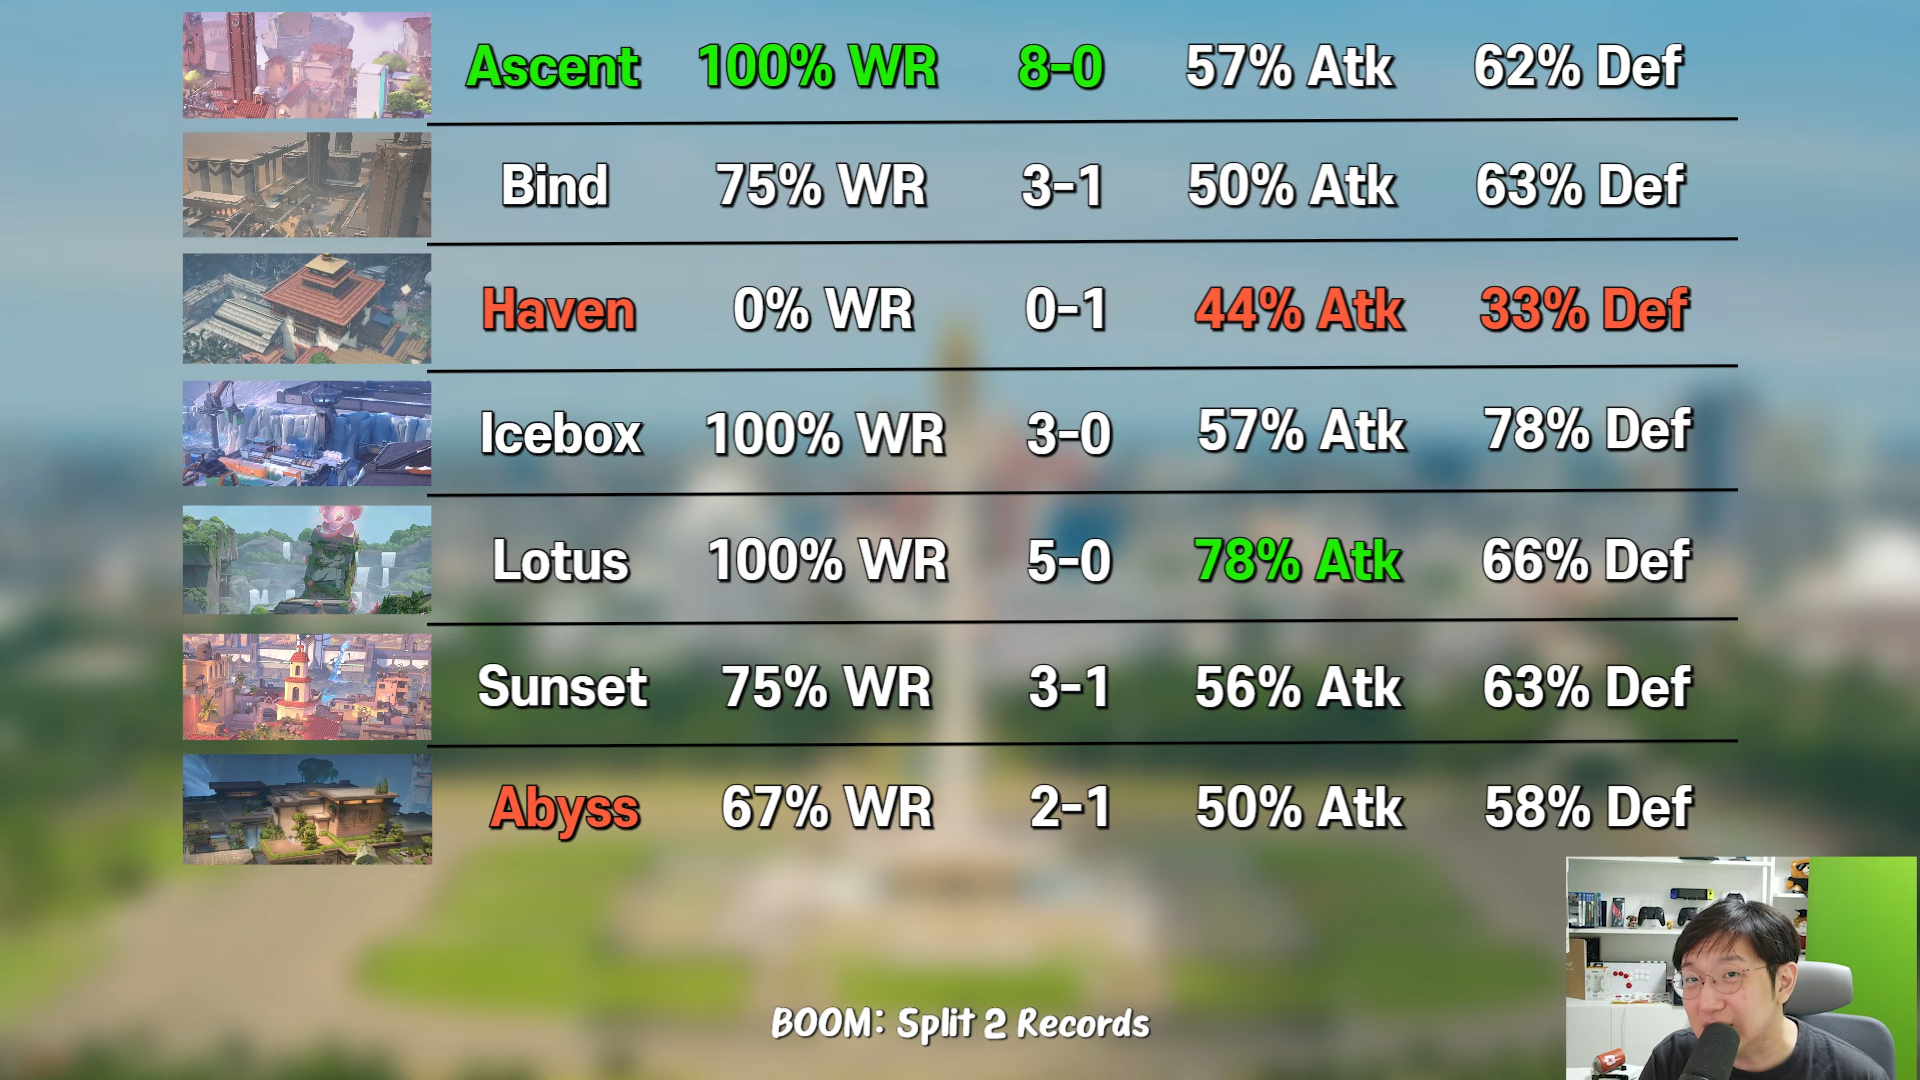 Ascent 100% WR 8-0 57% Atk 62% Def
Bind 75% WR 3-1 50% Atk 63% Def
Haven 0% WR 0-1 44% Atk 33% Def
Icebox 100% WR 3-0 57% Atk 78% Def
Lotus 100% WR 5-0 78% Atk 66% Def
Sunset 75% WR 3-1 56% Atk 63% Def
Abyss 67% WR 2-1 50% Atk 58% Def
BOOM: Split 2 Records